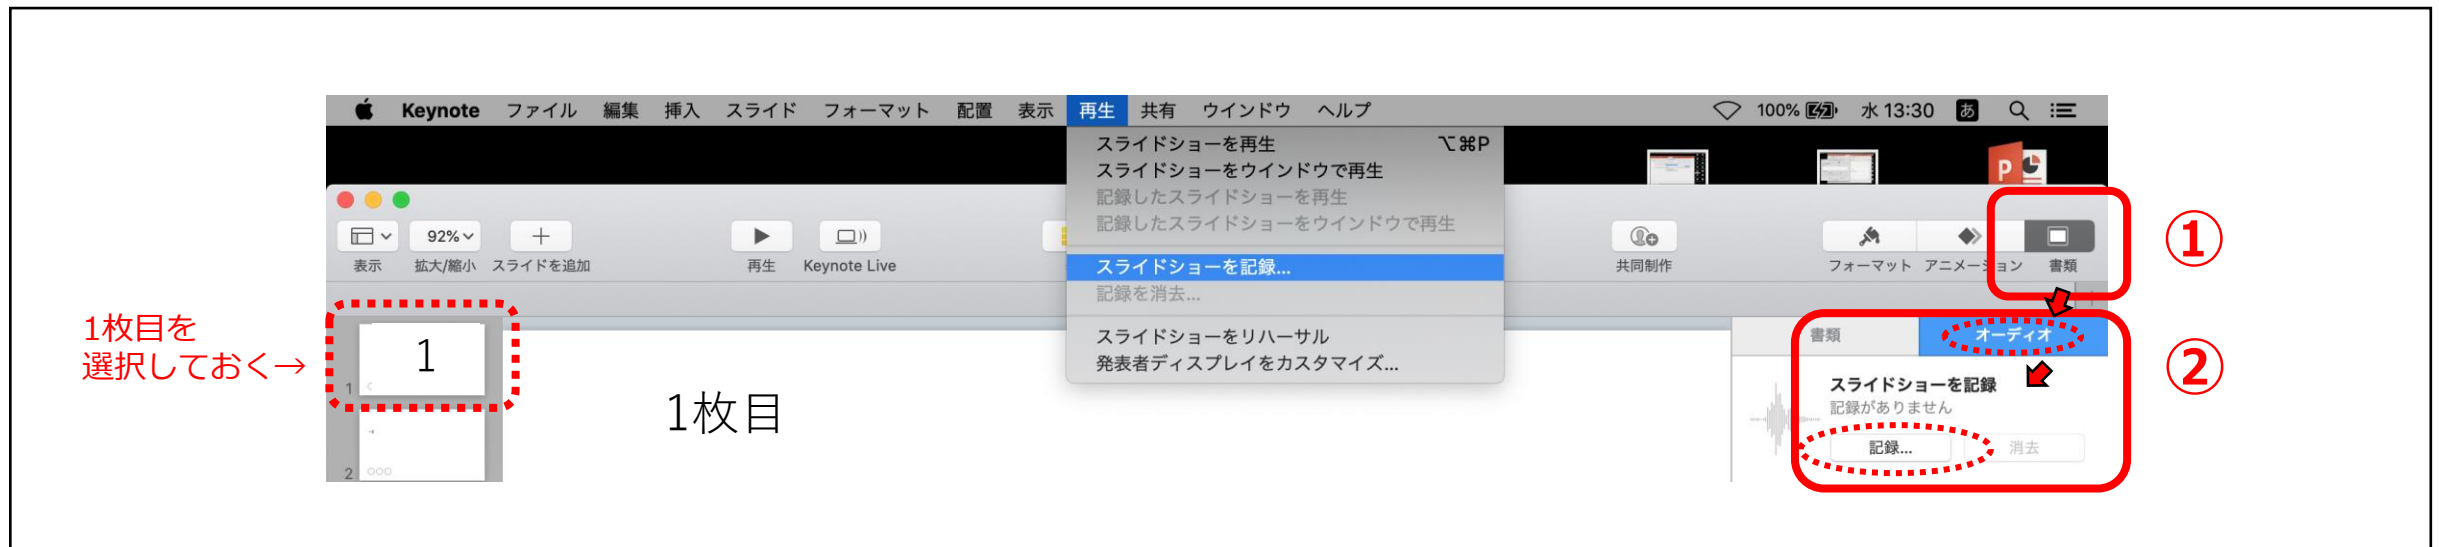 Keynote ファイル 編集 挿入 スライド フォーマット 配置 表示 再生 共有 ウインドウ ヘルプ 100% 水 13:30 あ
スライドショーを再生 ⌥⌘P
スライドショーをウインドウで再生
記録したスライドショーを再生
記録したスライドショーをウインドウで再生
スライドショーを記録...
記録を消去...
スライドショーをリハーサル
発表者ディスプレイをカスタマイズ...
P
92%
表示 拡大/縮小 スライドを追加 再生 Keynote Live 共同制作 フォーマット アニメーション 書類
①
1枚目を
選択しておく→
1
1
2
1枚目
書類 オーディオ
②
スライドショーを記録
記録がありません
記録... 消去